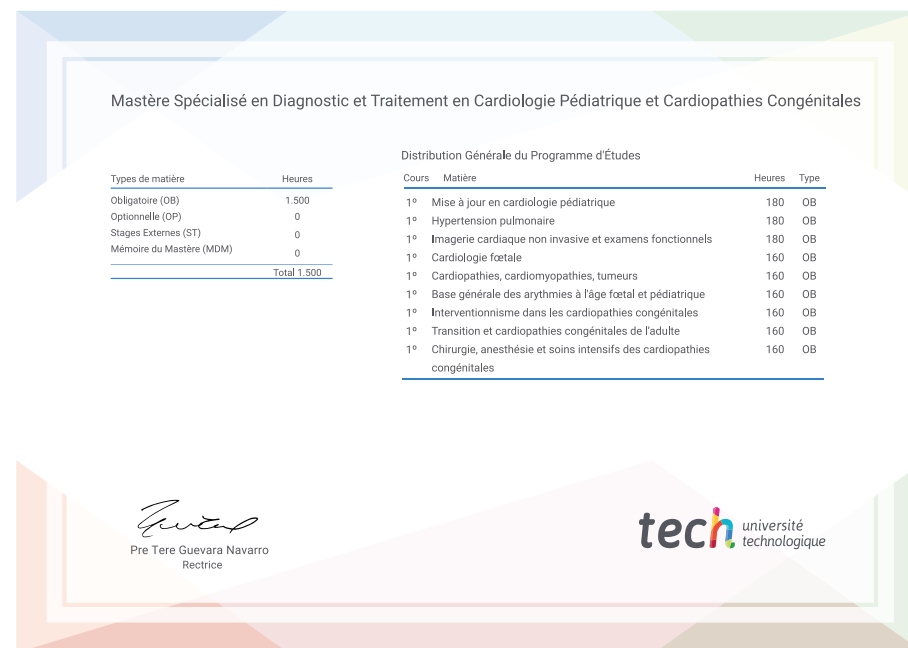 Mastère Spécialisé en Diagnostic et Traitement en Cardiologie Pédiatrique et Cardiopathies Congénitales
Types de matière Heures
Obligatoire (OB) 1.500
Optionnelle (OP) 0
Stages Externes (ST) 0
Mémoire du Mastère (MDM) 0
Total 1.500
Distribution Générale du Programme d'Études
Cours Matière Heures Type
1º Mise à jour en cardiologie pédiatrique 180 OB
1º Hypertension pulmonaire 180 OB
1º Imagerie cardiaque non invasive et examens fonctionnels 180 OB
1º Cardiologie fœtale 160 OB
1º Cardiopathies, cardiomyopathies, tumeurs 160 OB
1º Base générale des arythmies à l'âge fœtal et pédiatrique 160 OB
1º Interventionnisme dans les cardiopathies congénitales 160 OB
1º Transition et cardiopathies congénitales de l'adulte 160 OB
1º Chirurgie, anesthésie et soins intensifs des cardiopathies 160 OB
congénitales
Pre Tere Guevara Navarro
Rectrice
tech université
technologique